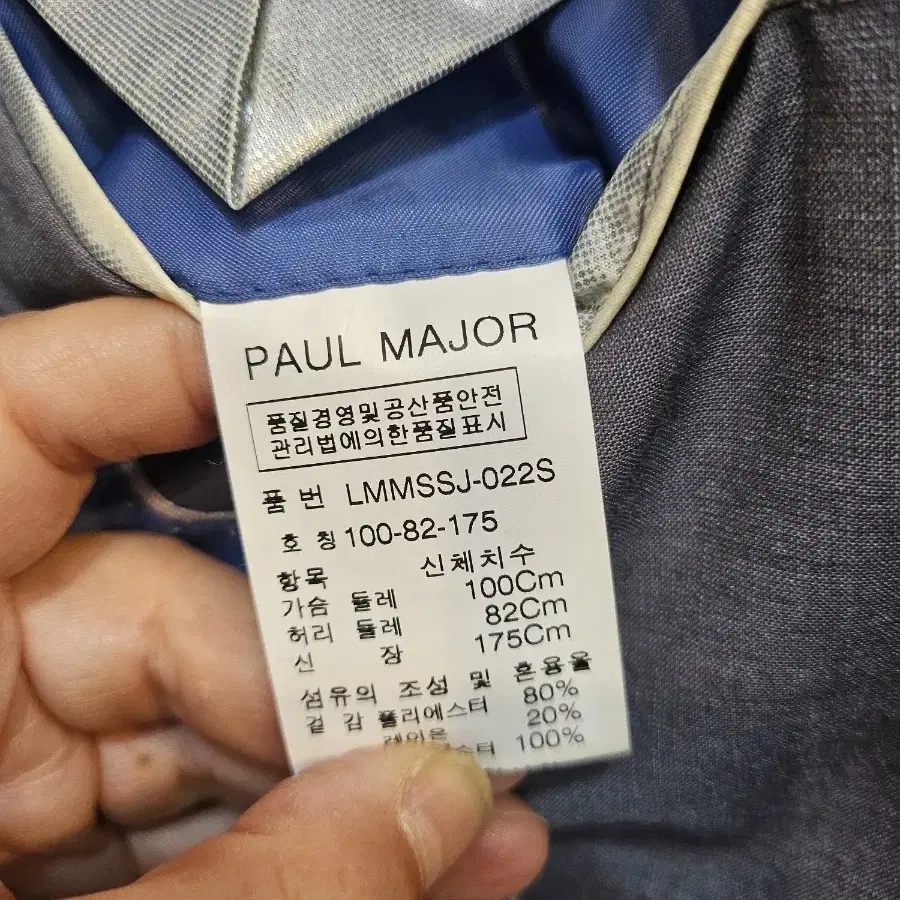 PAUL MAJOR
품질경영및공산품안전
관리법에의한품질표시
품 번 LMMSSJ-022S
호 칭 100-82-175
항목 신체치수
가슴 둘레 100Cm
허리 둘레 82Cm
신 장 175Cm
섬유의 조성 및 혼용율
겉 감 폴리에스터 80%
레이온 20%
100%